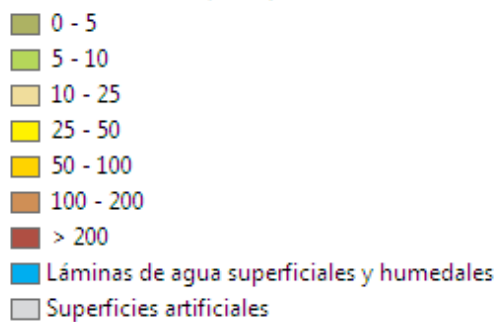 0 - 5
5 - 10
10 - 25
25 - 50
50 - 100
100 - 200
> 200
Láminas de agua superficiales y humedales
Superficies artificiales